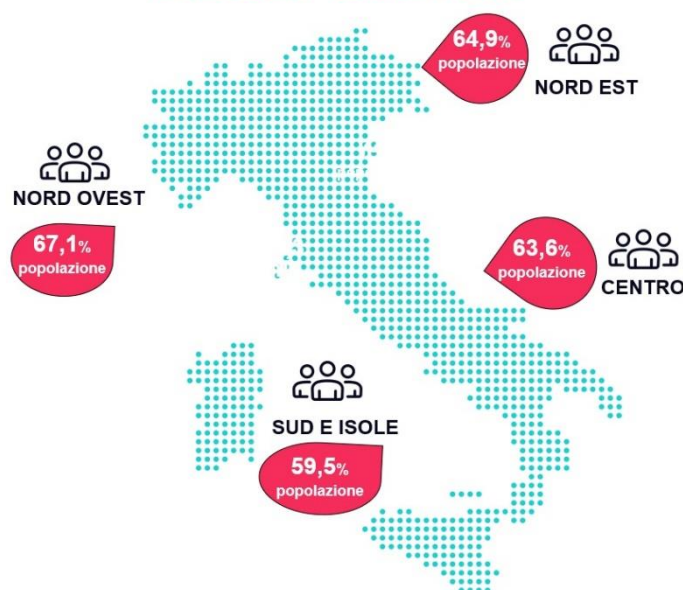 64,9%
popolazione
NORD EST
NORD OVEST
67,1%
popolazione
63,6%
popolazione
CENTRO
SUD E ISOLE
59,5%
popolazione